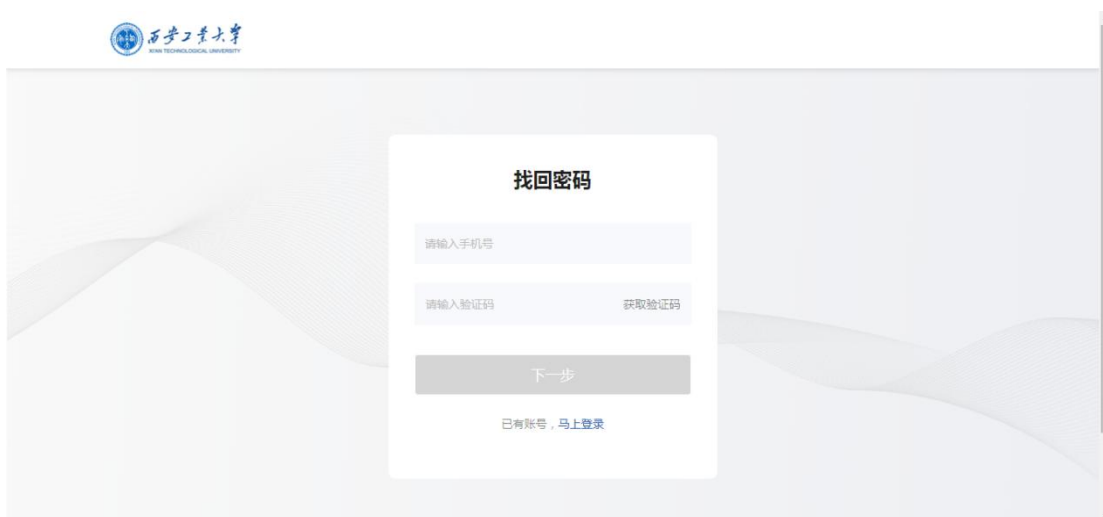 西安工业大学
XI'AN TECHNOLOGICAL UNIVERSITY
找回密码
请输入手机号
请输入验证码 获取验证码
下一步
已有账号，马上登录